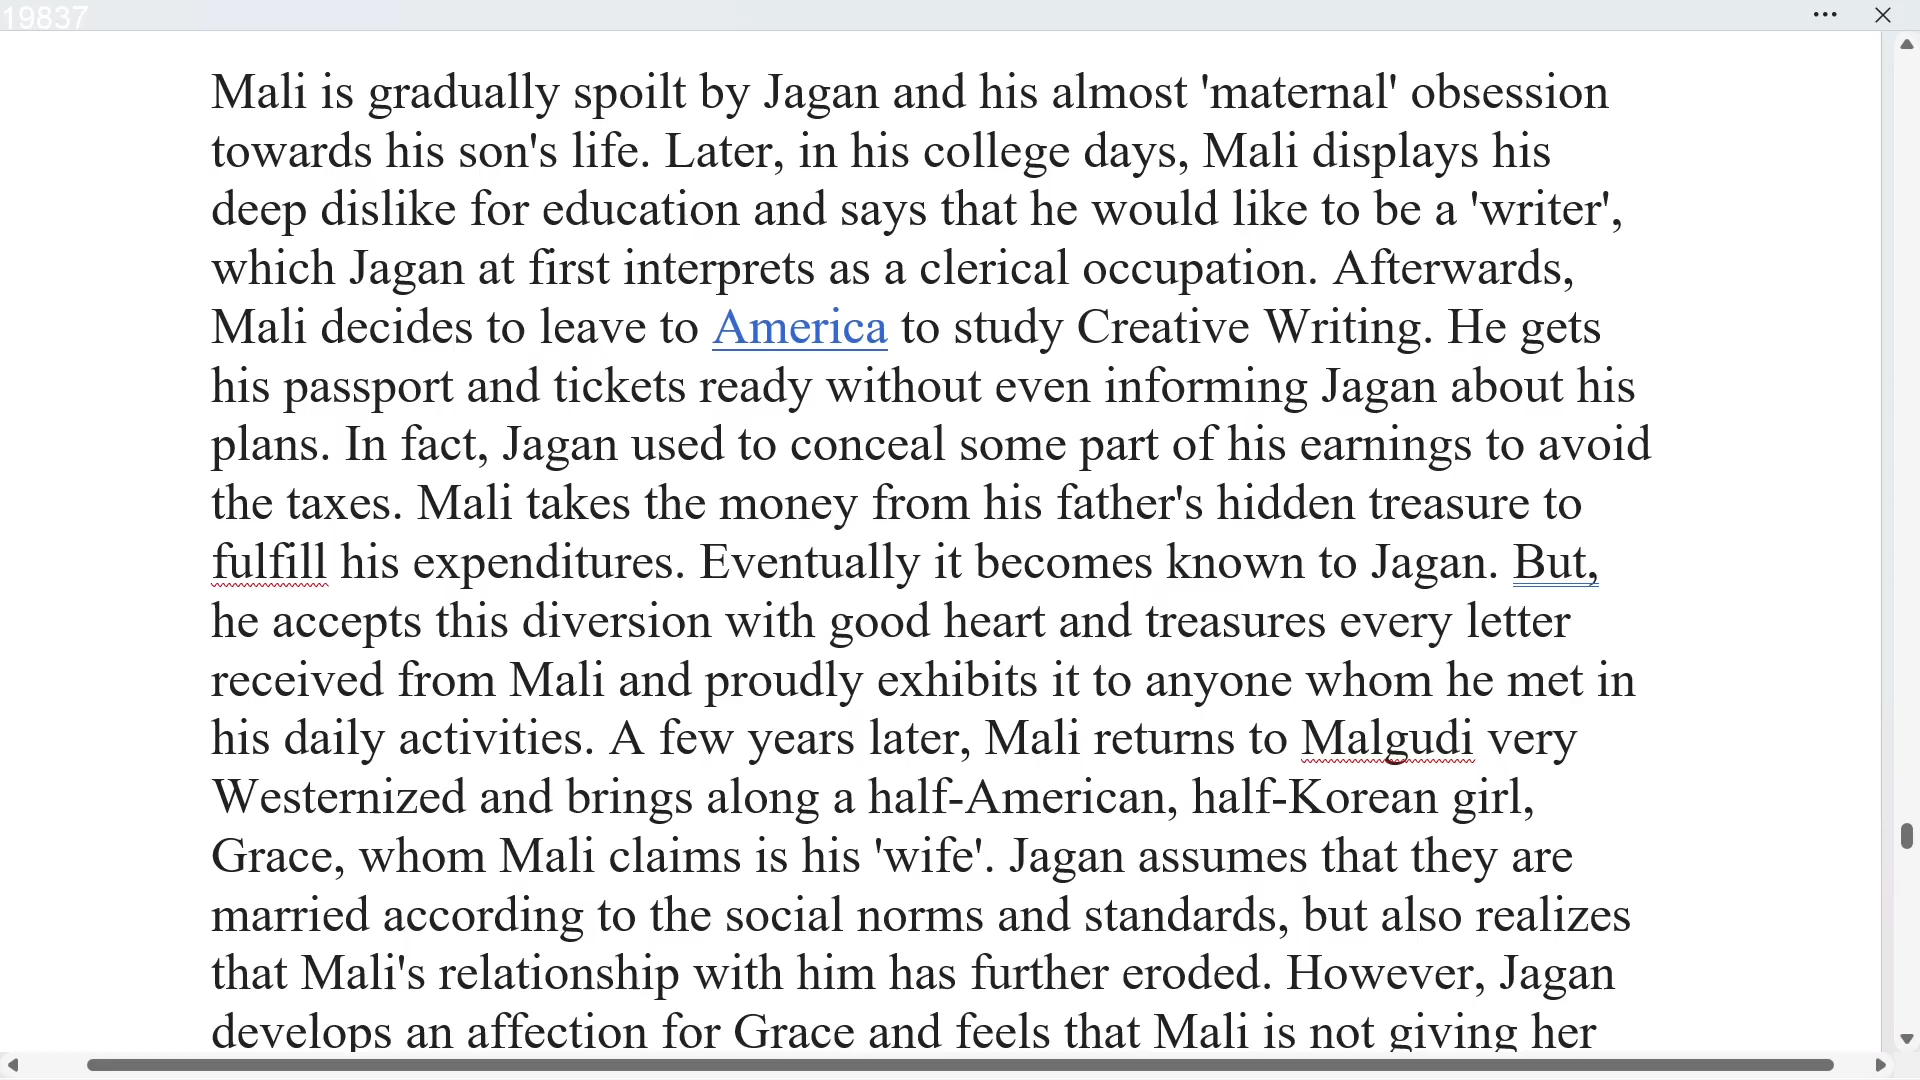 19837
Mali is gradually spoilt by Jagan and his almost 'maternal' obsession
towards his son's life. Later, in his college days, Mali displays his
deep dislike for education and says that he would like to be a 'writer',
which Jagan at first interprets as a clerical occupation. Afterwards,
Mali decides to leave to America to study Creative Writing. He gets
his passport and tickets ready without even informing Jagan about his
plans. In fact, Jagan used to conceal some part of his earnings to avoid
the taxes. Mali takes the money from his father's hidden treasure to
fulfill his expenditures. Eventually it becomes known to Jagan. But,
he accepts this diversion with good heart and treasures every letter
received from Mali and proudly exhibits it to anyone whom he met in
his daily activities. A few years later, Mali returns to Malgudi very
Westernized and brings along a half-American, half-Korean girl,
Grace, whom Mali claims is his 'wife'. Jagan assumes that they are
married according to the social norms and standards, but also realizes
that Mali's relationship with him has further eroded. However, Jagan
develops an affection for Grace and feels that Mali is not giving her